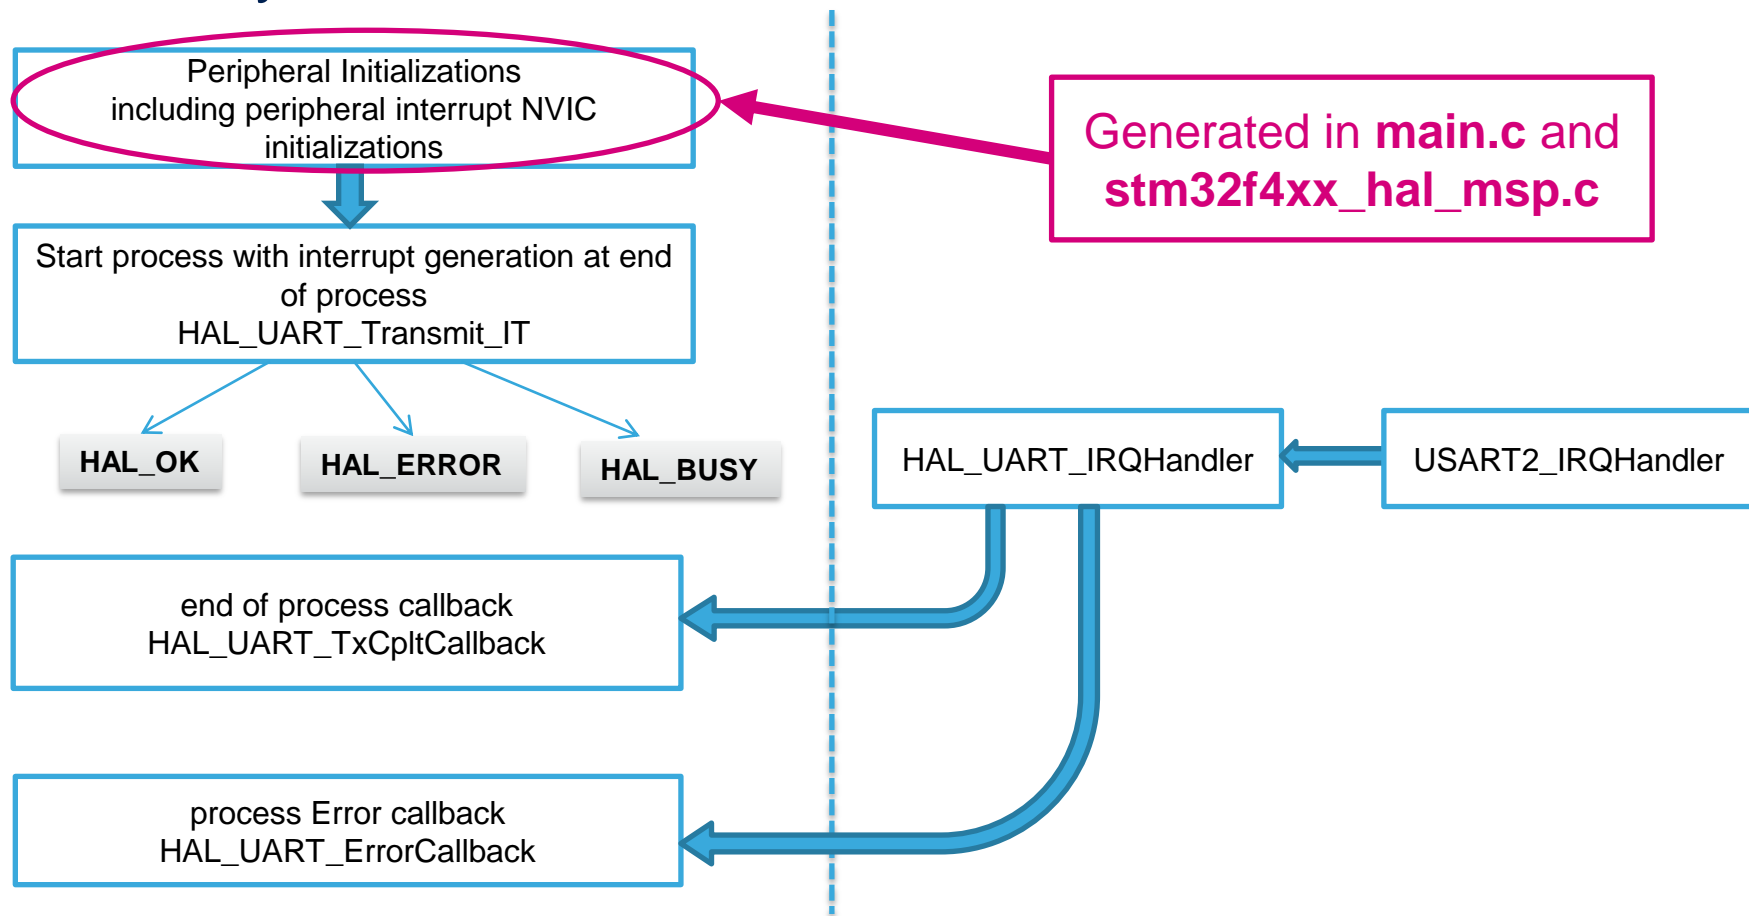 Peripheral Initializations
including peripheral interrupt NVIC
initializations
Generated in main.c and
stm32f4xx_hal_msp.c
Start process with interrupt generation at end
of process
HAL_UART_Transmit_IT
HAL_OK
HAL_ERROR
HAL_BUSY
HAL_UART_IRQHandler
USART2_IRQHandler
end of process callback
HAL_UART_TxCpltCallback
process Error callback
HAL_UART_ErrorCallback